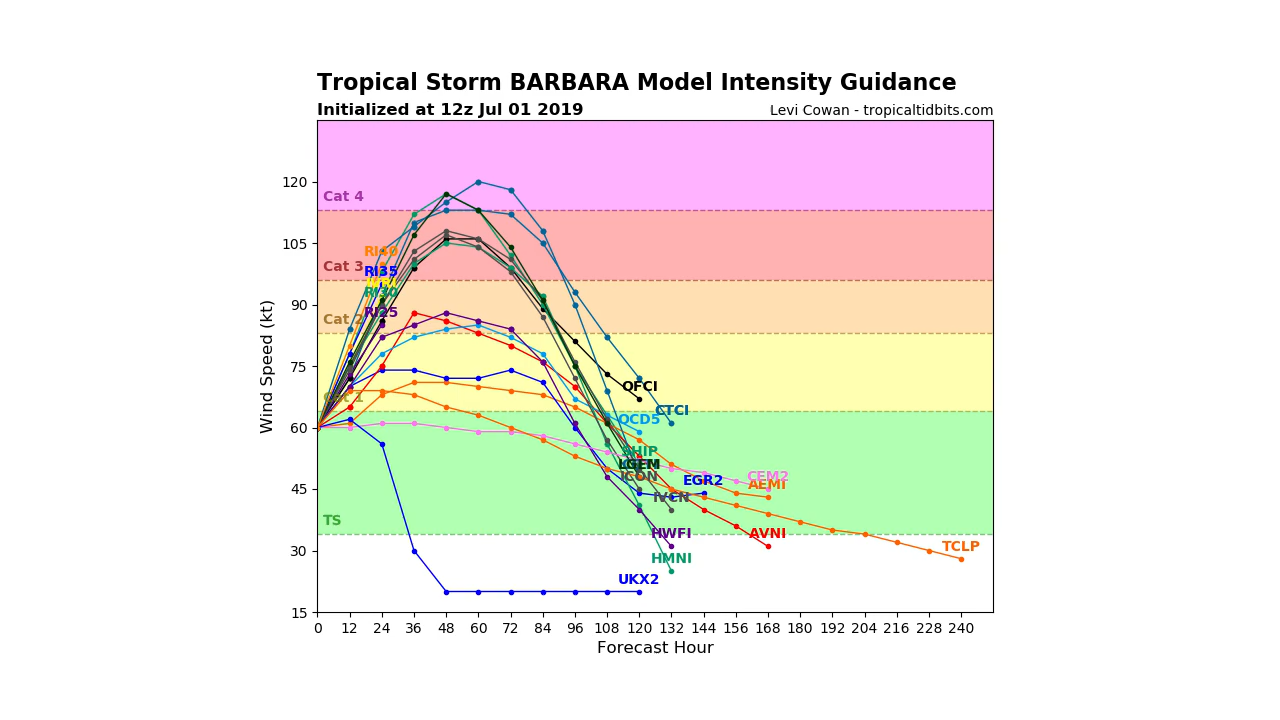 Tropical Storm BARBARA Model Intensity Guidance
Initialized at 12z Jul 01 2019
Levi Cowan - tropicaltidbits.com
Wind Speed (kt)
120
105
90
75
60
45
30
15
Cat 4
Cat 3
Cat 2
Cat 1
TS
RI40
RI35
RI30
RI25
OFCI
CTCI
OCD5
SHIP
LGEM
ICON
IVCN
EGR2
CEM2
AEMI
HWFI
AVNI
HMNI
TCLP
UKX2
0 12 24 36 48 60 72 84 96 108 120 132 144 156 168 180 192 204 216 228 240
Forecast Hour